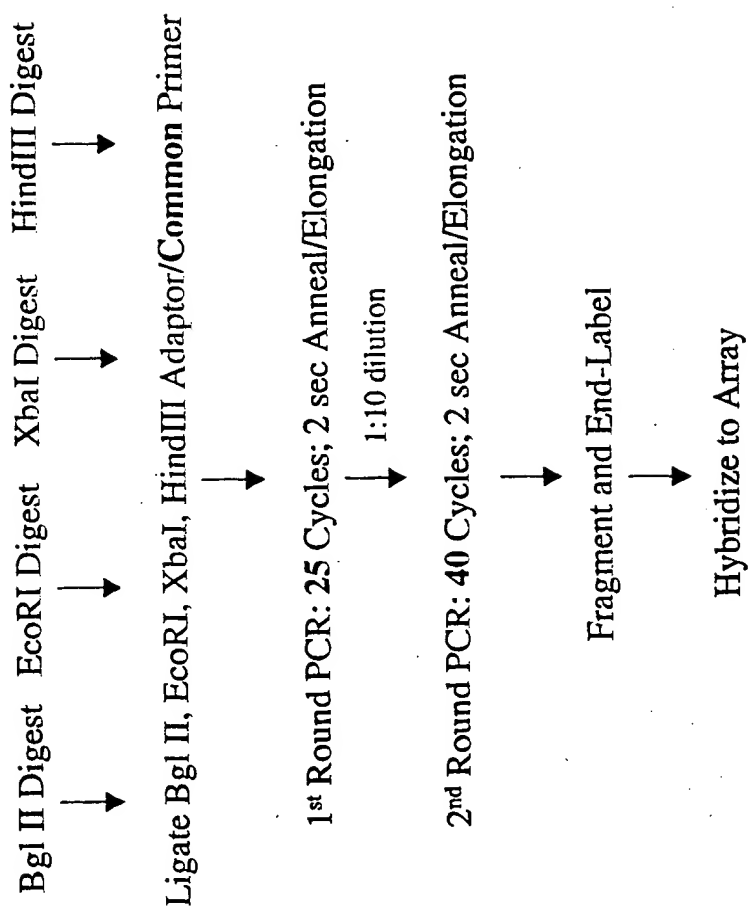 Bgl II Digest EcoRI Digest XbaI Digest HindIII Digest
Ligate Bgl II, EcoRI, XbaI, HindIII Adaptor/Common Primer
1st Round PCR: 25 Cycles; 2 sec Anneal/Elongation
1:10 dilution
2nd Round PCR: 40 Cycles; 2 sec Anneal/Elongation
Fragment and End-Label
Hybridize to Array